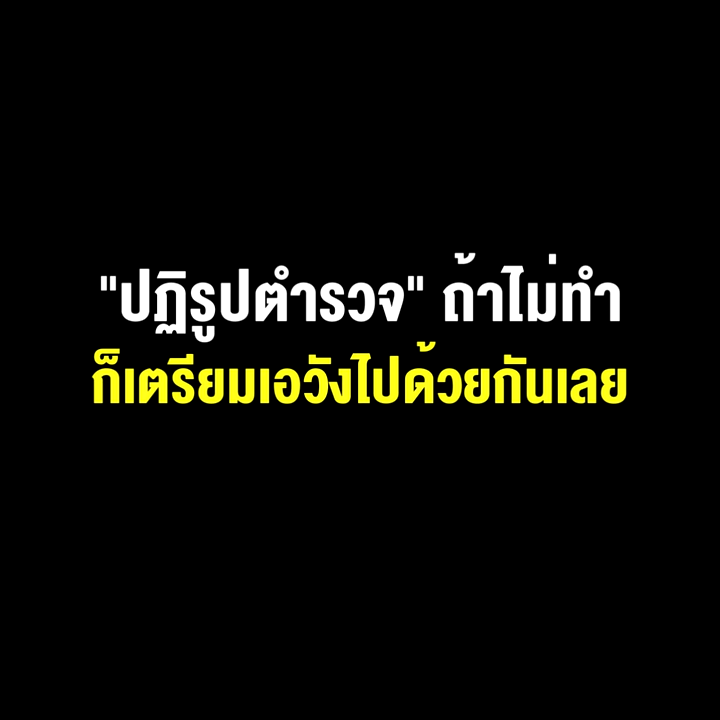 "ปฏิรูปตำรวจ" ถ้าไม่ทำ
ก็เตรียมเอวังไปด้วยกันเลย